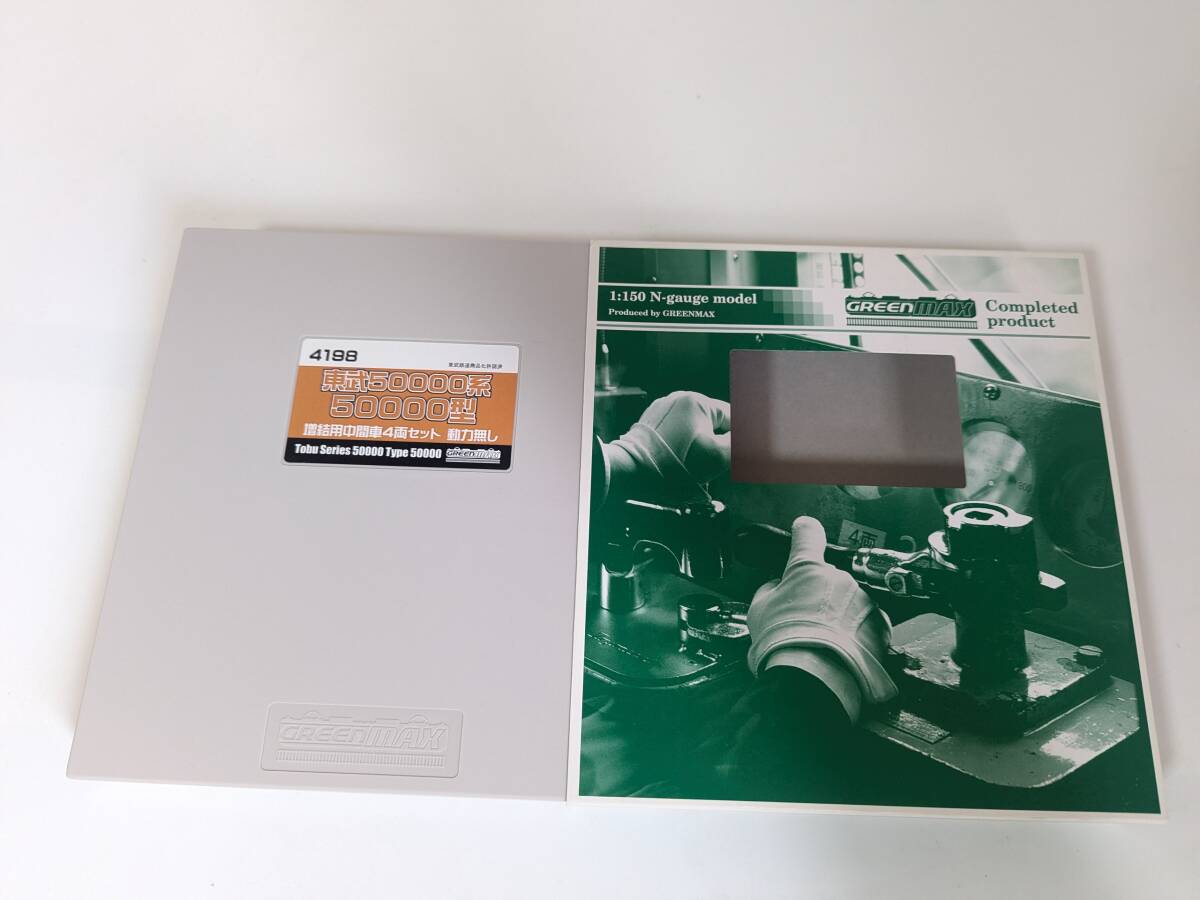 4198
東武鉄道商品化許諾済
東武50000系
50000型
増結用中間車4両セット 動力無し
Tobu Series 50000 Type 50000 GREENMAX
GREENMAX
1:150 N-gauge model
Produced by GREENMAX
GREENMAX
Completed
product
4両